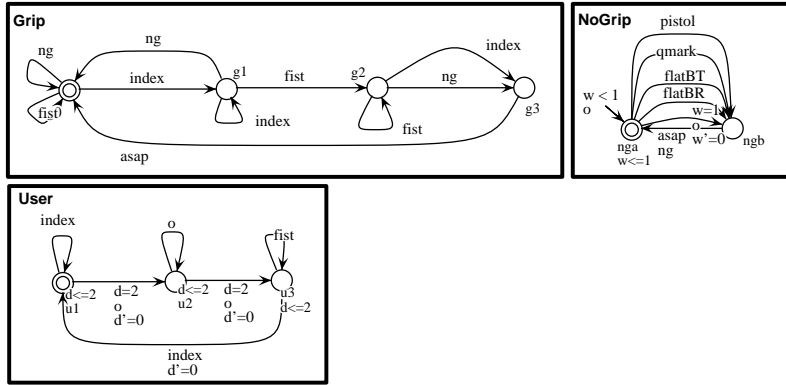 Grip
ng
fist
g0
index
ng
g1
index
fist
g2
fist
ng
index
g3
asap
NoGrip
pistol
qmark
flatBT
flatBR
w < 1
o
w=1
o
w'=0
asap
ng
nga
w<=1
ngb
User
index
d<=2
u1
d=2
o
d'=0
o
d<=2
u2
d=2
o
d'=0
fist
u3
d<=2
index
d'=0